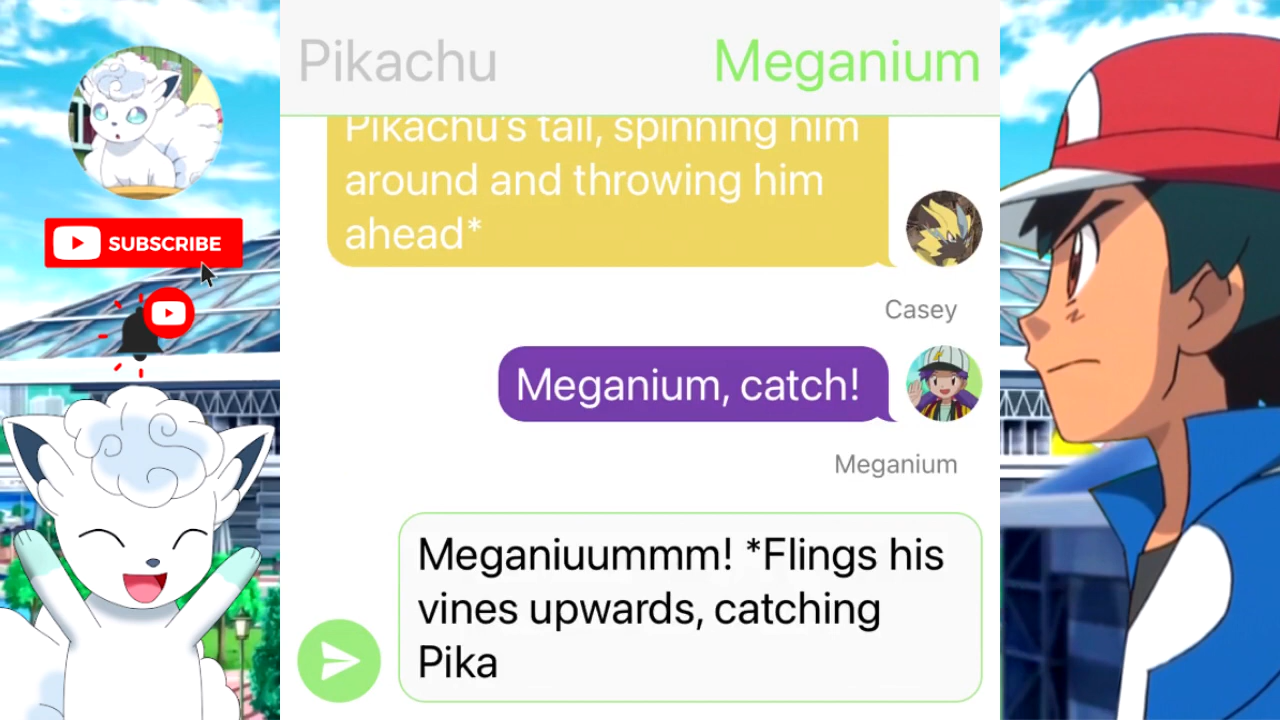 Pikachu
Meganium
Pikachu's tail, spinning him
around and throwing him
ahead*
SUBSCRIBE
Casey
Meganium, catch!
Meganium
Meganiuummm! *Flings his
vines upwards, catching
Pika